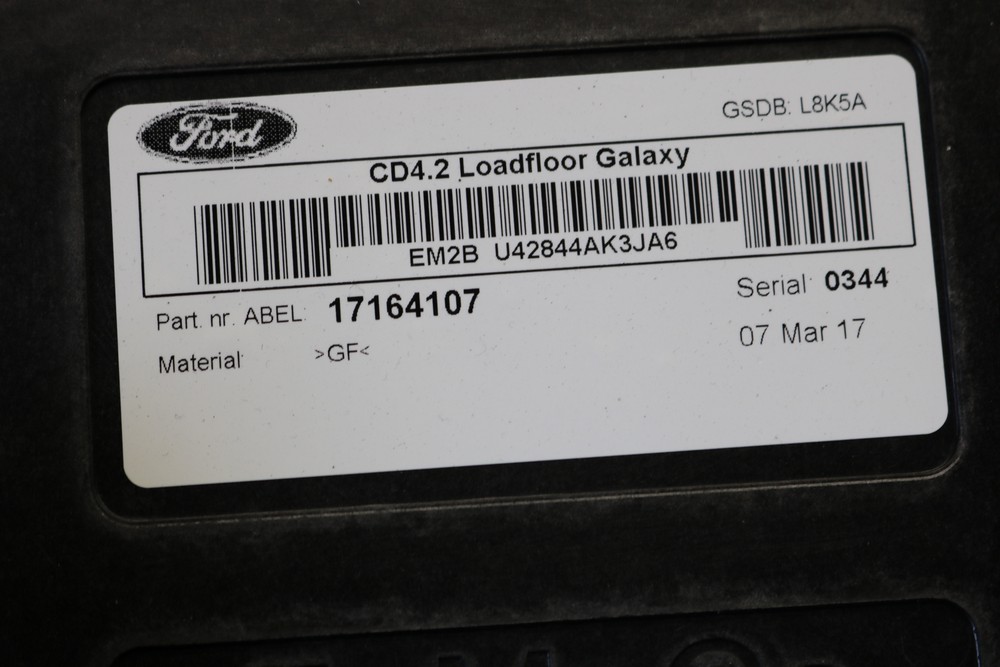 Ford
GSDB: L8K5A
CD4.2 Loadfloor Galaxy
EM2B U42844AK3JA6
Part. nr. ABEL: 17164107
Serial: 0344
Material: >GF<
07 Mar 17